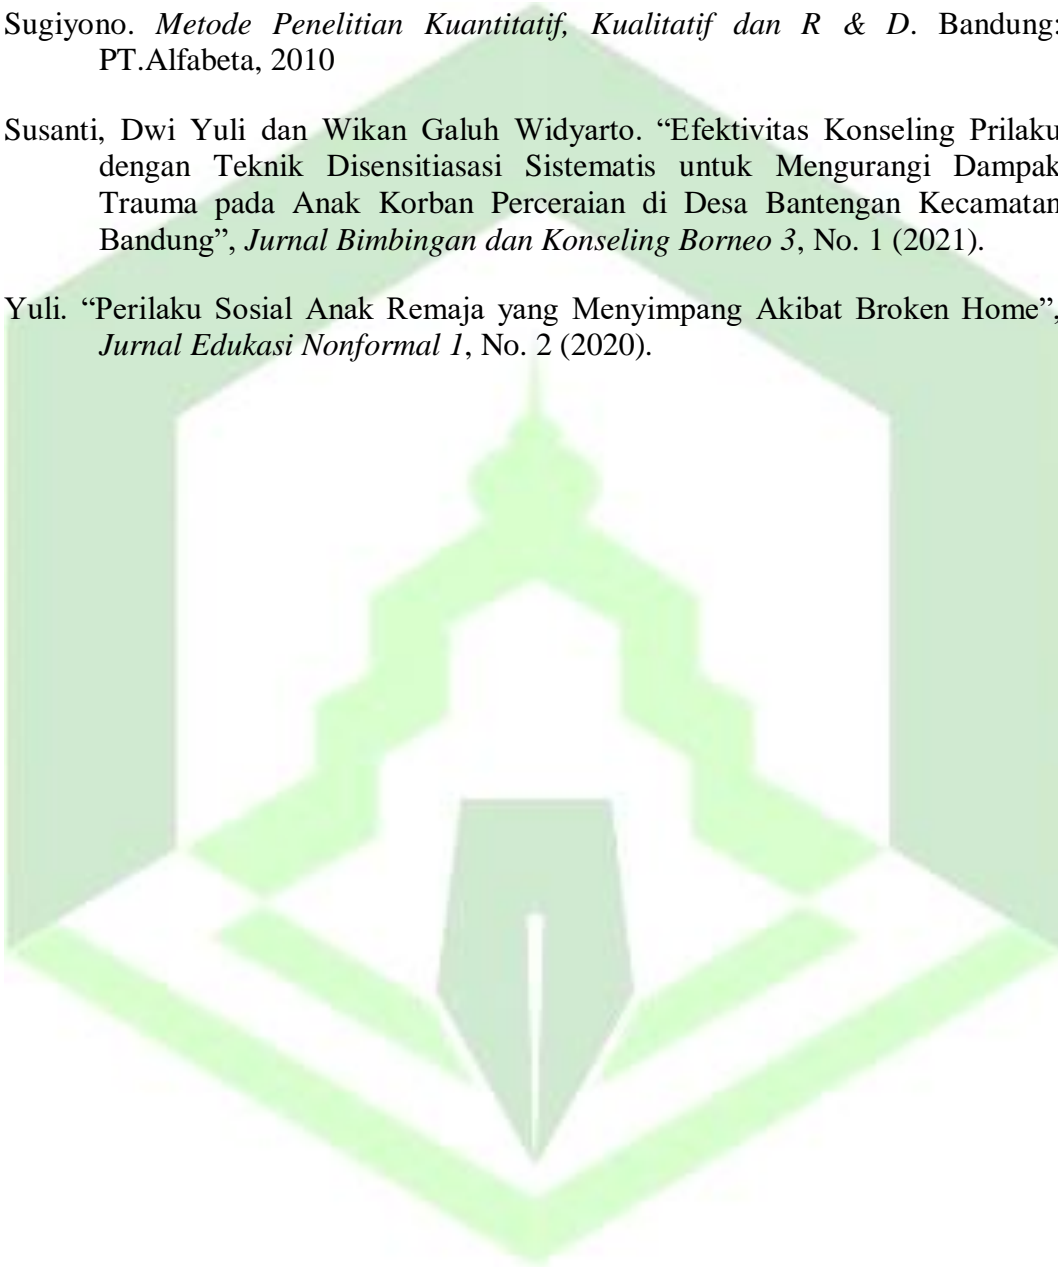 Sugiyono. Metode Penelitian Kuantitatif, Kualitatif dan R & D. Bandung:
PT.Alfabeta, 2010
Susanti, Dwi Yuli dan Wikan Galuh Widyarto. “Efektivitas Konseling Prilaku
dengan Teknik Disensitiasasi Sistematis untuk Mengurangi Dampak
Trauma pada Anak Korban Perceraian di Desa Bantengan Kecamatan
Bandung”, Jurnal Bimbingan dan Konseling Borneo 3, No. 1 (2021).
Yuli. “Perilaku Sosial Anak Remaja yang Menyimpang Akibat Broken Home”,
Jurnal Edukasi Nonformal 1, No. 2 (2020).